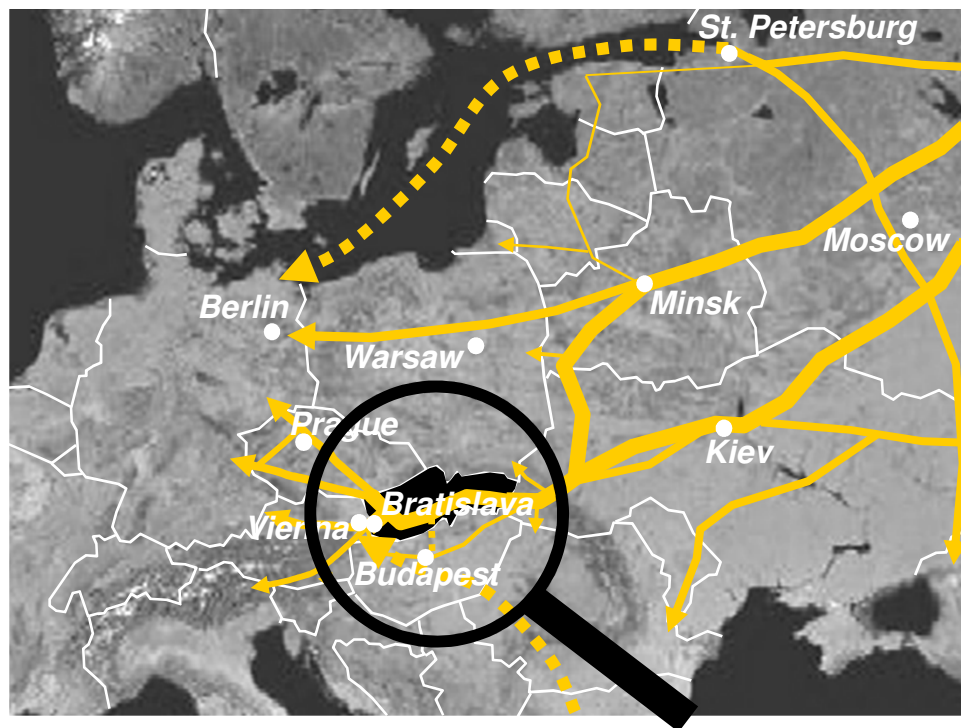 St. Petersburg
Moscow
Minsk
Berlin
Warsaw
Prague
Kiev
Bratislava
Vienna
Budapest